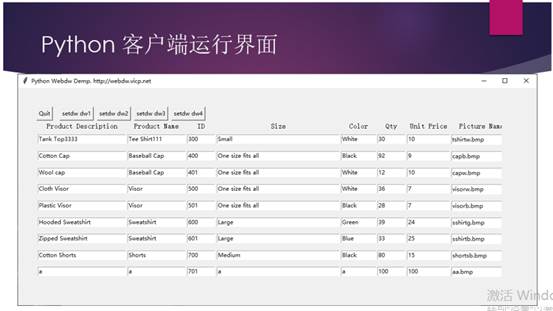 Python 客户端运行界面
Python Webdw Demp. http://webdw.vicp.net
Quit setdw dw1 setdw dw2 setdw dw3 setdw dw4
Product Description Product Name ID Size Color Qty Unit Price Picture Nam
Tank Top3333 Tee Shirt111 300 Small White 30 10 tshirtw.bmp
Cotton Cap Baseball Cap 400 One size fits all Black 92 9 capb.bmp
Wool cap Baseball Cap 401 One size fits all White 12 10 capw.bmp
Cloth Visor Visor 500 One size fits all White 36 7 visorw.bmp
Plastic Visor Visor 501 One size fits all Black 28 7 visorb.bmp
Hooded Sweatshirt Sweatshirt 600 Large Green 39 24 sshirtg.bmp
Zipped Sweatshirt Sweatshirt 601 Large Blue 33 25 sshirtb.bmp
Cotton Shorts Shorts 700 Medium Black 80 15 shortsb.bmp
a a 701 a a 100 100 aa.bmp
激活 Windo